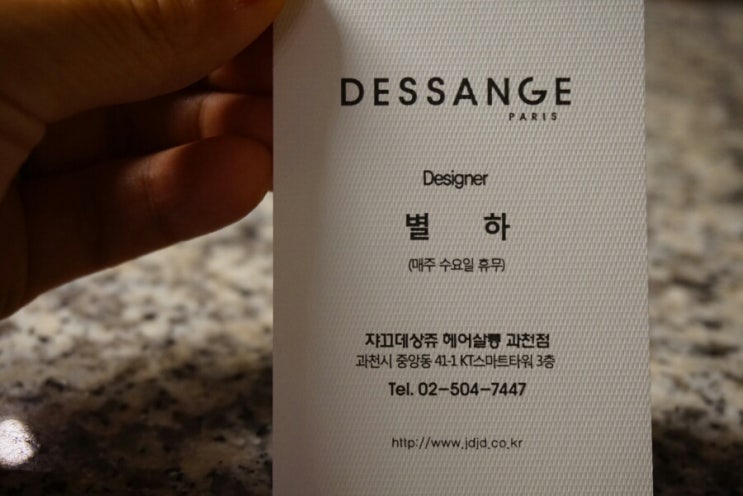 DESSANGE
PARIS
Designer
별 하
(매주 수요일 휴무)
쟈끄데상쥬 헤어살롱 과천점
과천시 중앙동 41-1 KT스마트타워 3층
Tel. 02-504-7447
http://www.jdjd.co.kr